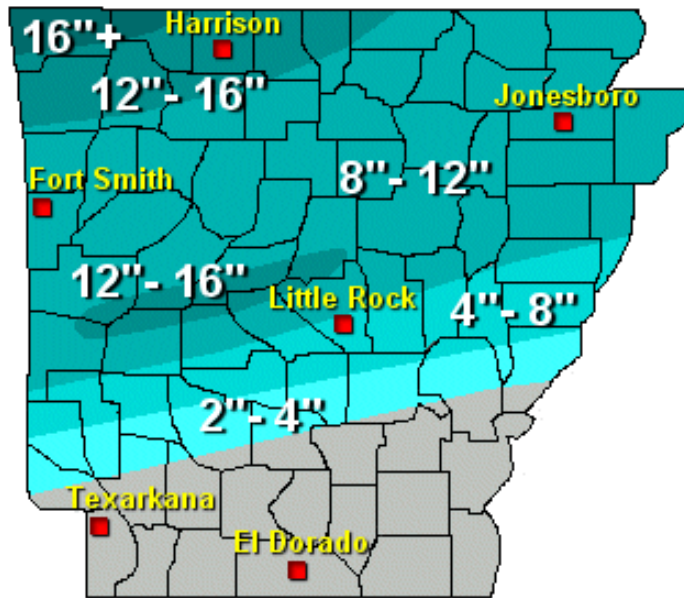 16"+
Harrison
12"- 16"
Jonesboro
8"- 12"
Fort Smith
12"- 16"
Little Rock
4"- 8"
2"- 4"
Texarkana
El Dorado